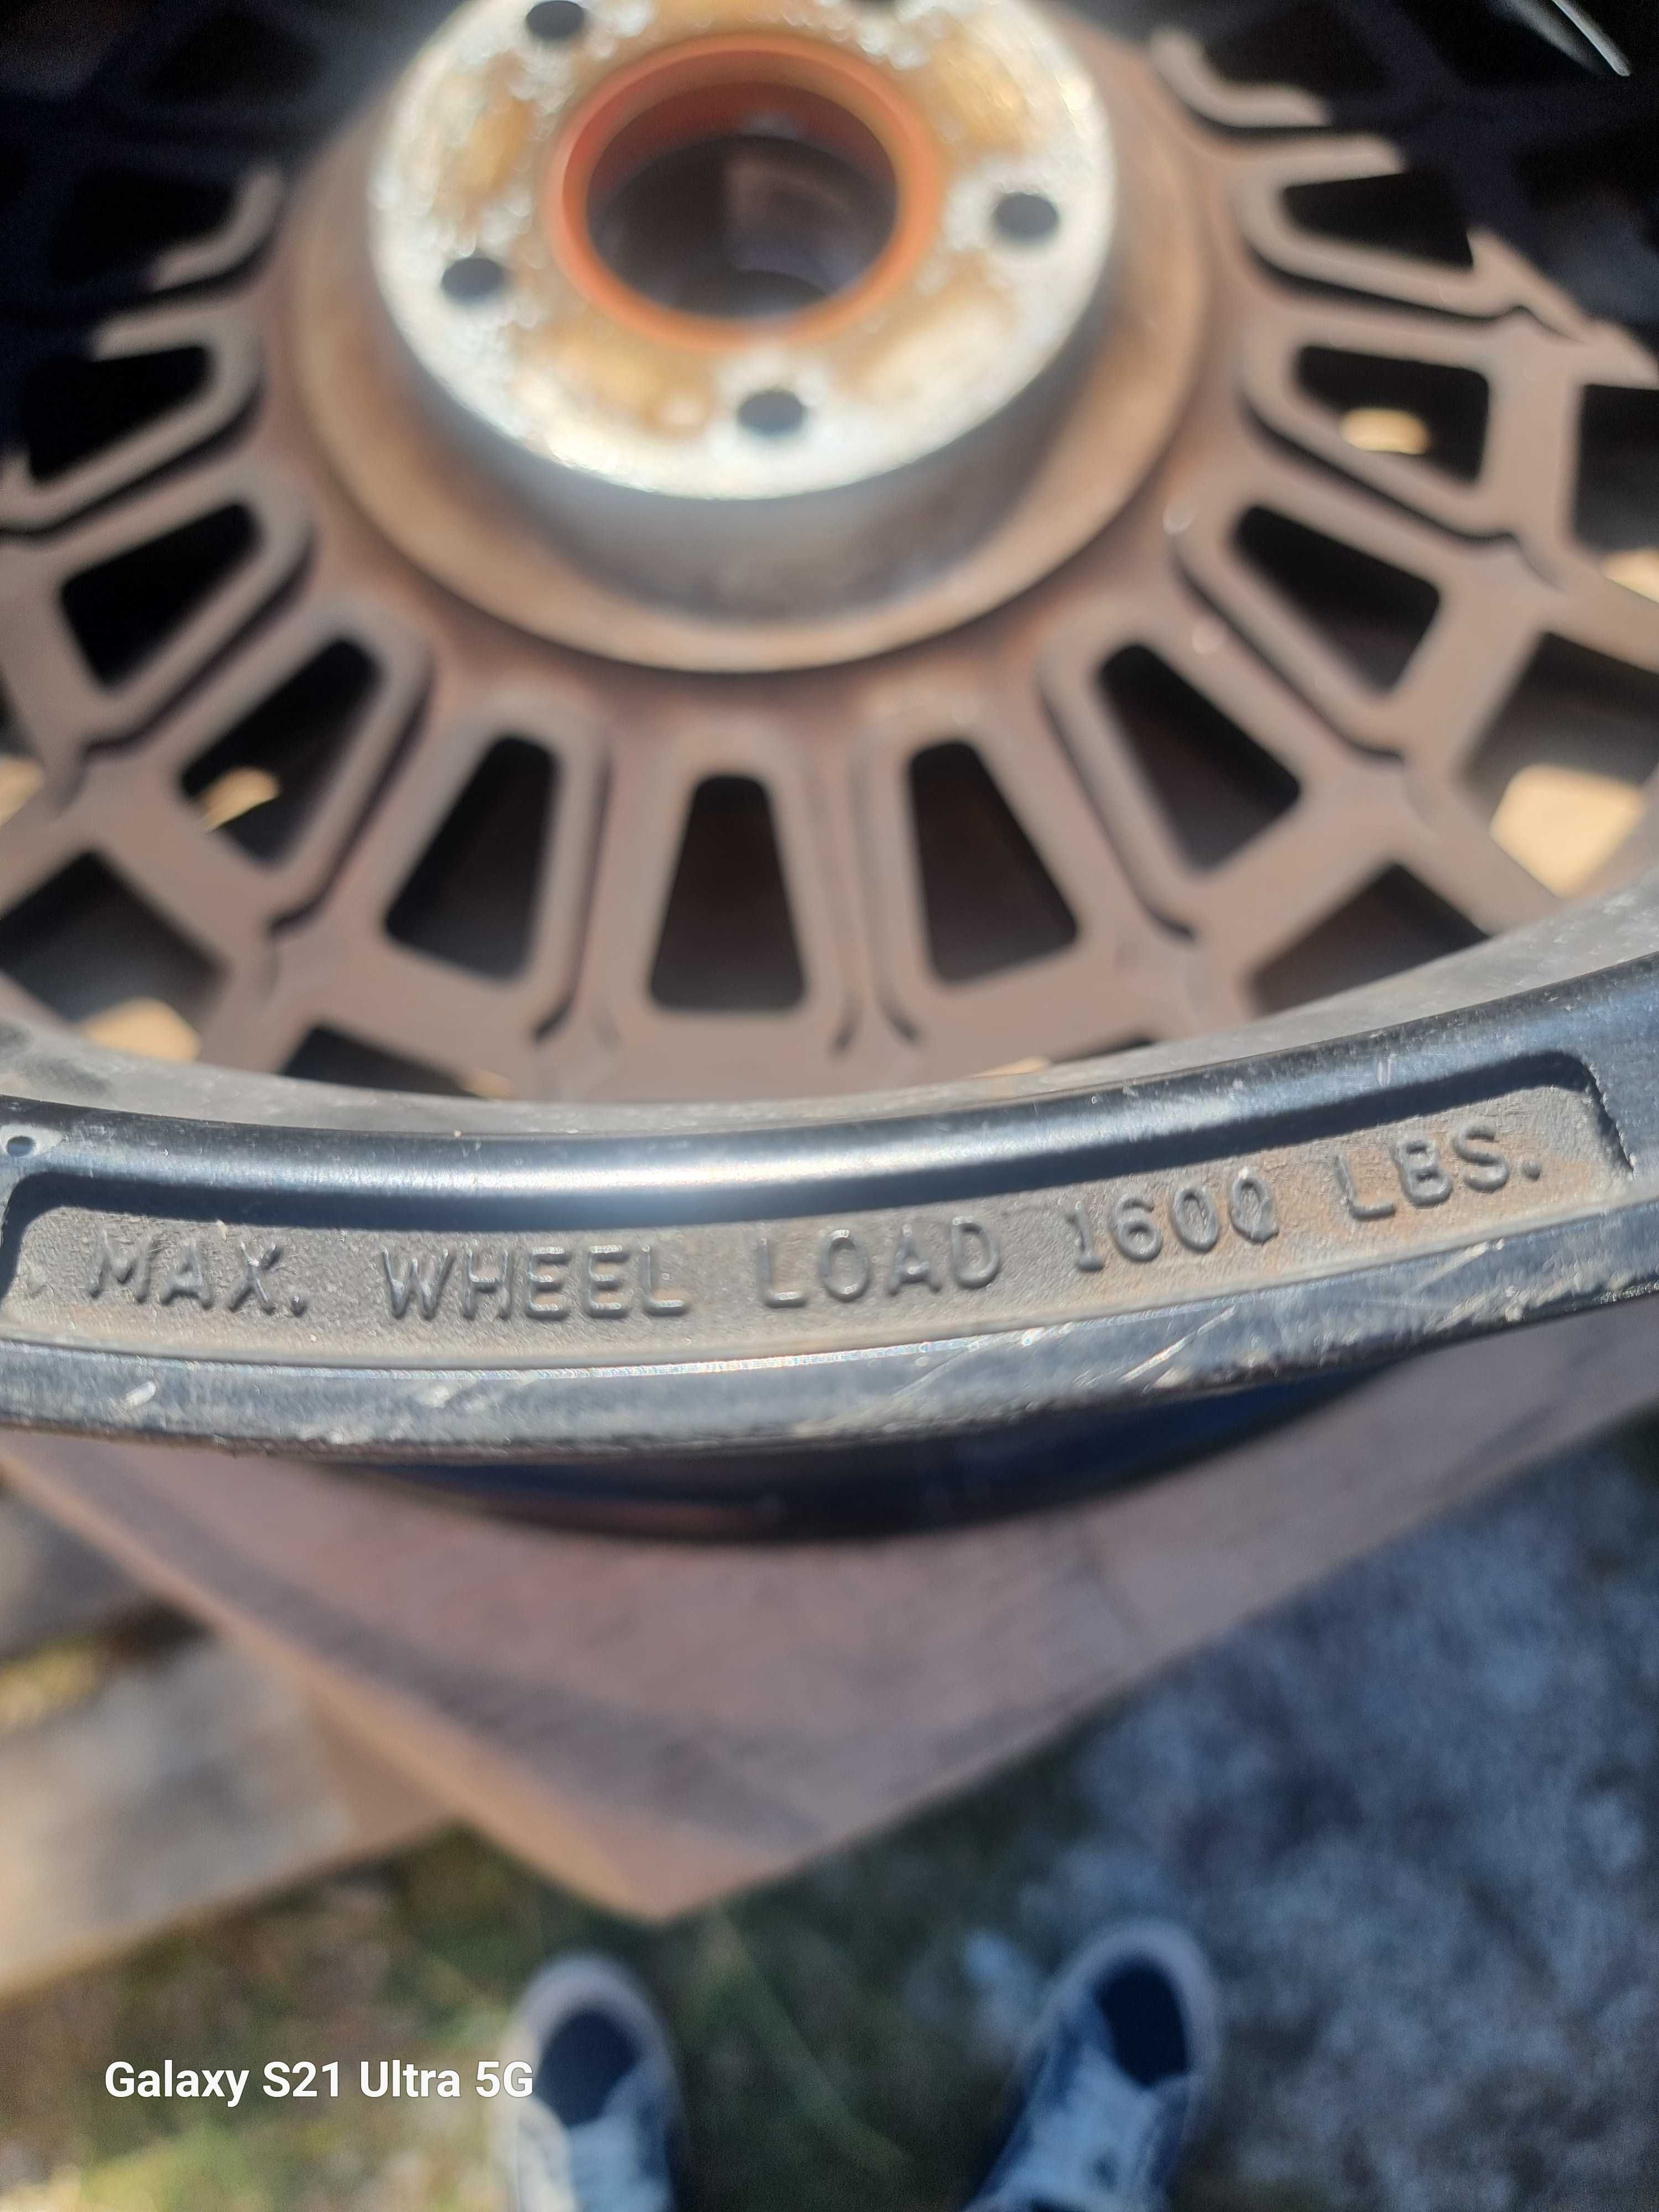 MAX. WHEEL LOAD 1600 LBS.
Galaxy S21 Ultra 5G